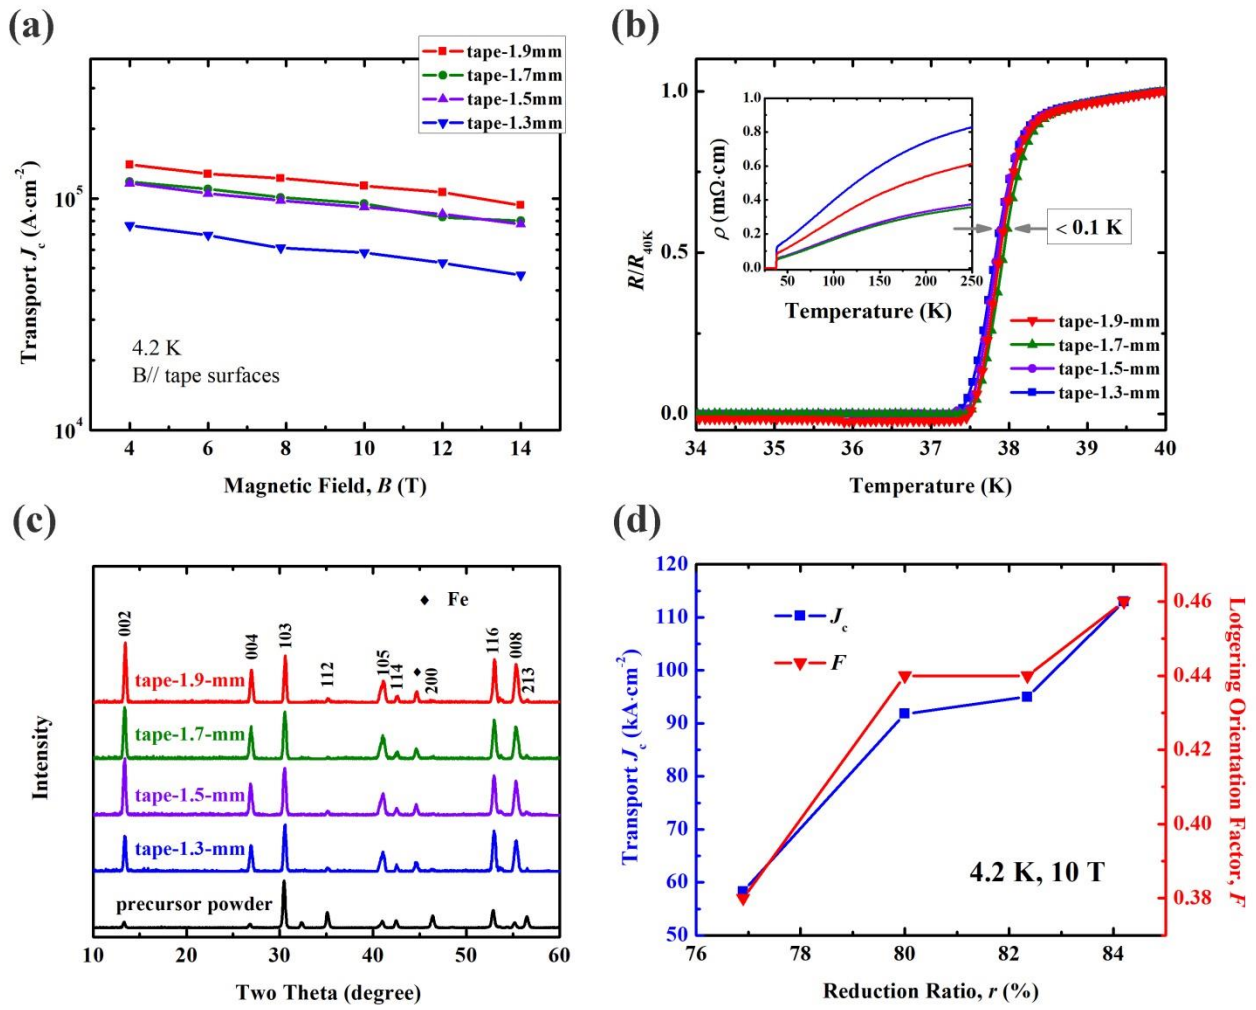 (a)
tape-1.9mm
tape-1.7mm
tape-1.5mm
tape-1.3mm
10^5
10^4
Transport J_c (A·cm^-2)
4.2 K
B// tape surfaces
4 6 8 10 12 14
Magnetic Field, B (T)
(b)
1.0
0.5
0.0
R/R_40K
1.0
0.8
0.6
0.4
0.2
0.0
ρ (mΩ·cm)
50 100 150 200 250
Temperature (K)
< 0.1 K
tape-1.9-mm
tape-1.7-mm
tape-1.5-mm
tape-1.3-mm
34 35 36 37 38 39 40
Temperature (K)
(c)
Intensity
◆ Fe
002 004 103 112 105 114 ◆ 200 116 008 213
tape-1.9-mm
tape-1.7-mm
tape-1.5-mm
tape-1.3-mm
precursor powder
10 20 30 40 50 60
Two Theta (degree)
(d)
120
110
100
90
80
70
60
50
Transport J_c (kA·cm^-2)
J_c
F
4.2 K, 10 T
0.46
0.44
0.42
0.40
0.38
Lotgering Orientation Factor, F
76 78 80 82 84
Reduction Ratio, r (%)